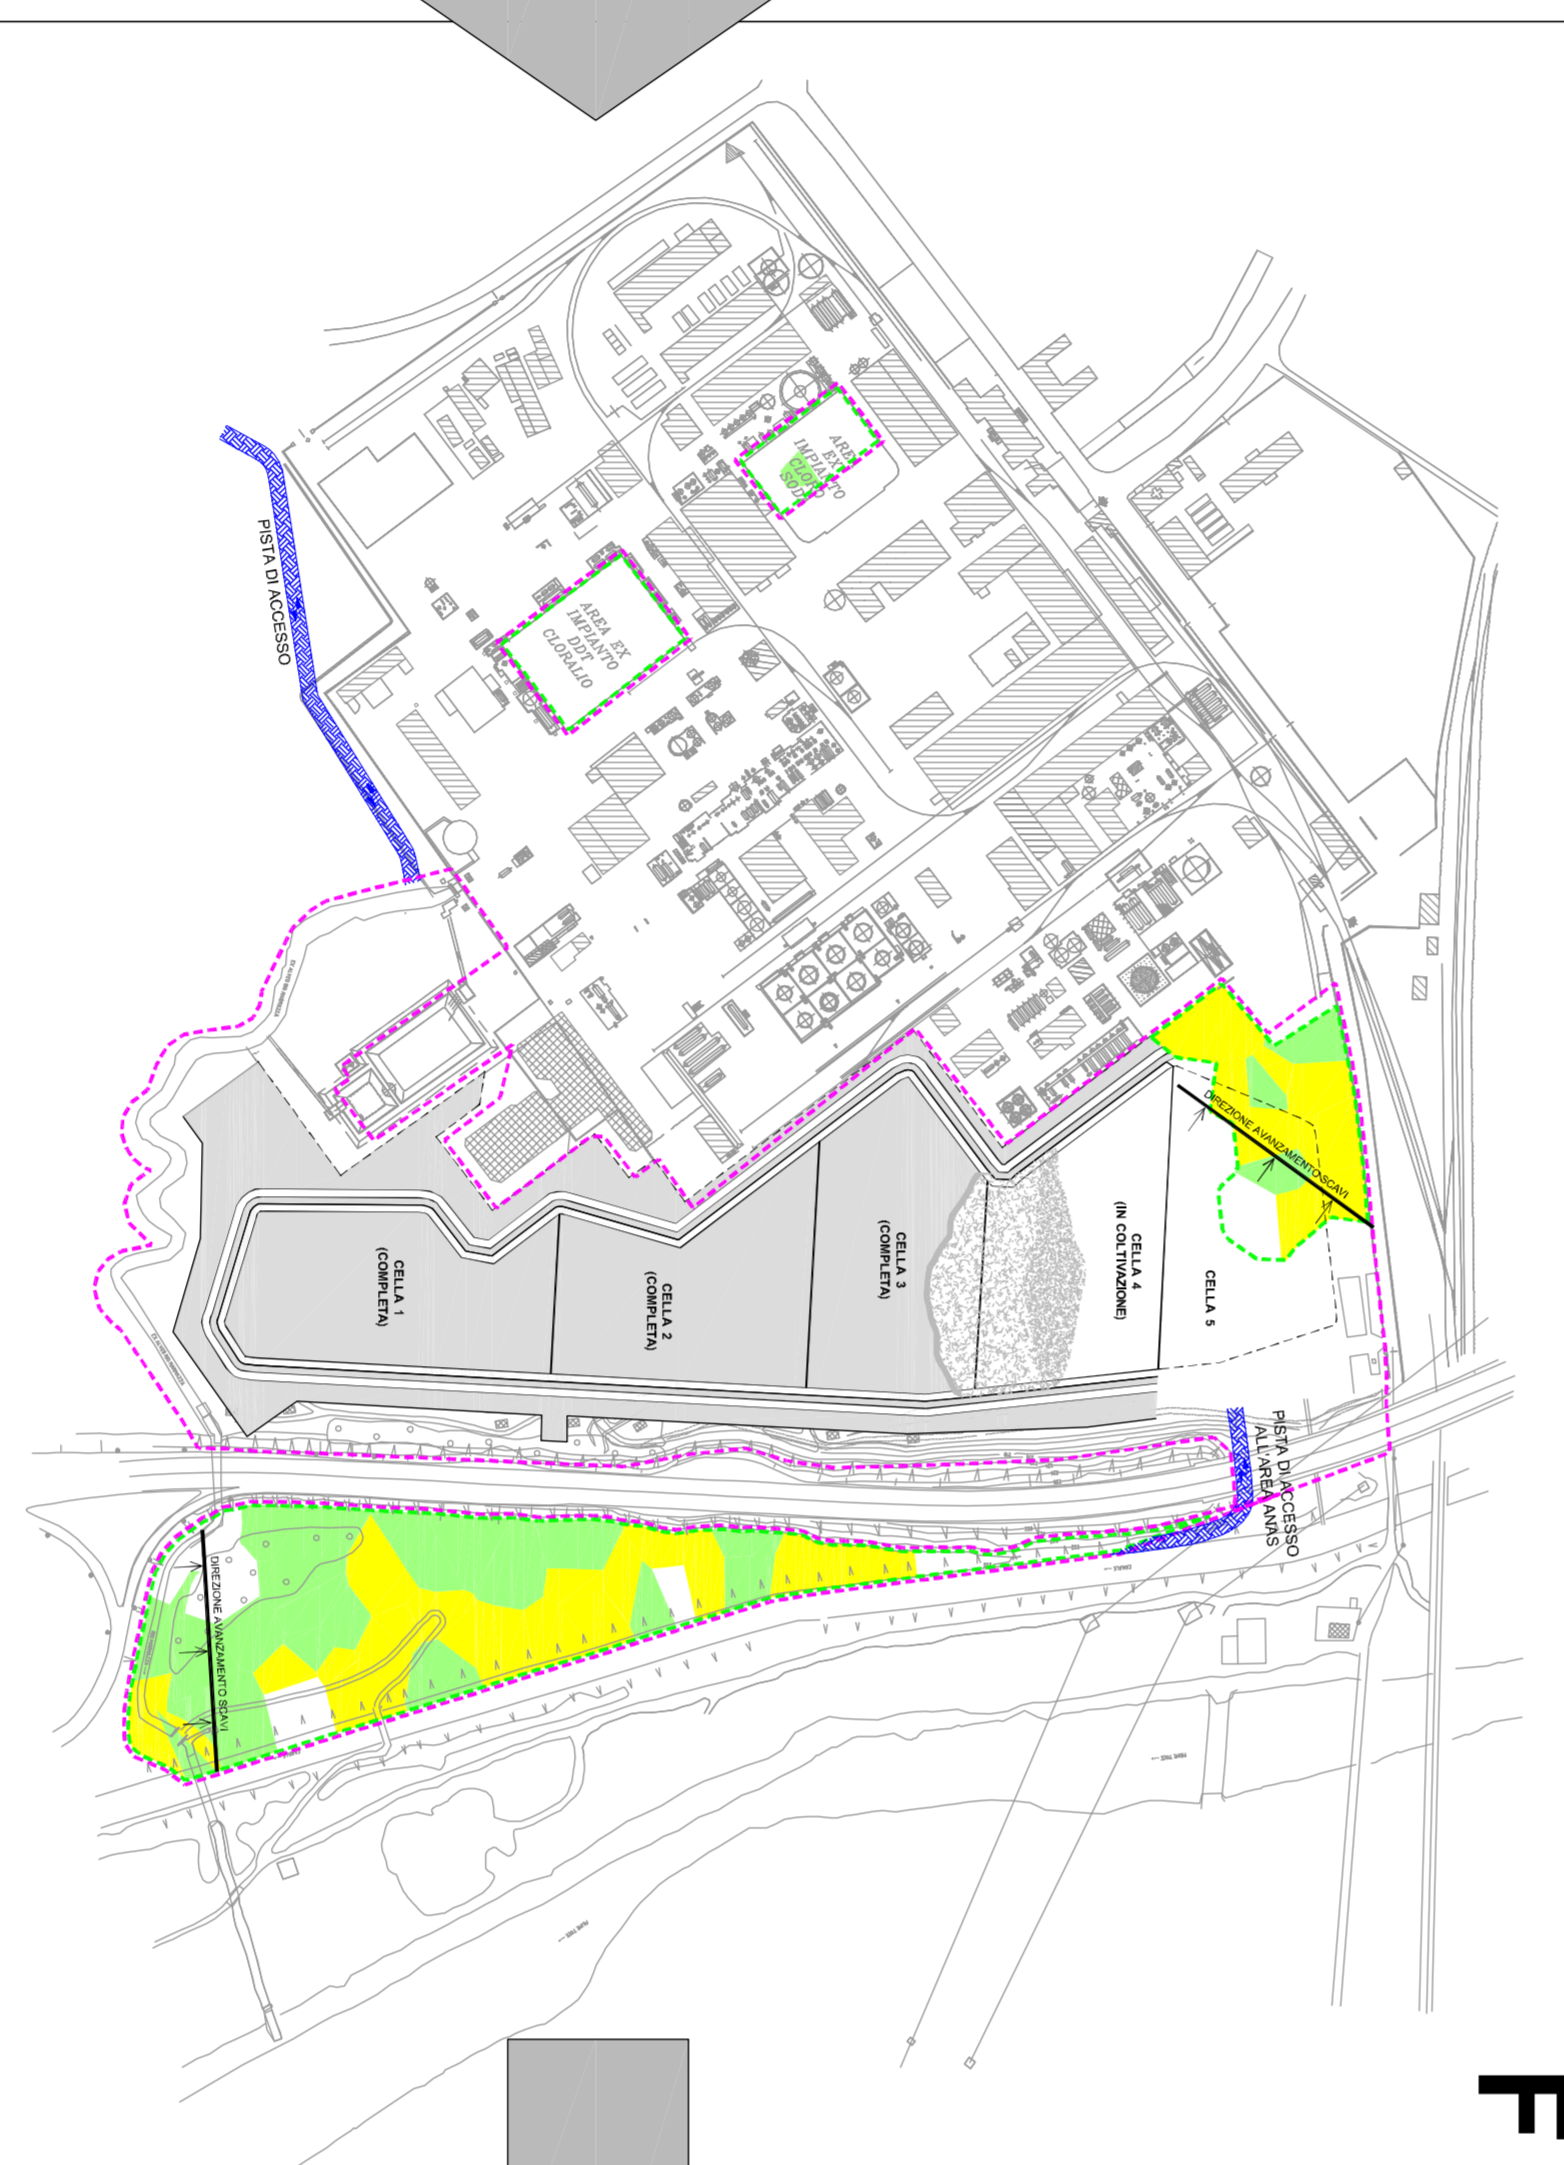 AREA EX
IMPIANTO
CLORO
SODA
AREA EX
IMPIANTO
DDT
CLORALIO
PISTA DI ACCESSO
DIREZIONE AVANZAMENTO SCAVI
CELLA 1
(COMPLETA)
CELLA 2
(COMPLETA)
CELLA 3
(COMPLETA)
CELLA 4
(IN COLTIVAZIONE)
CELLA 5
PISTA DI ACCESSO
ALL'AREA ANAS
DIREZIONE AVANZAMENTO SCAVI
F